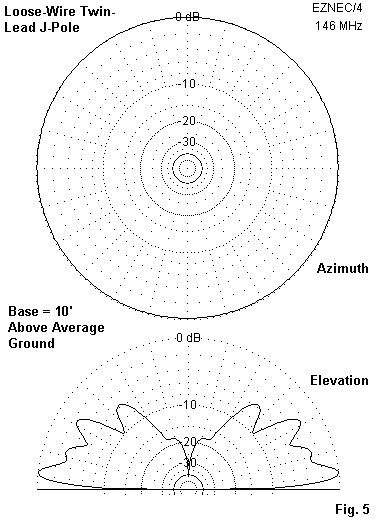 Loose-Wire Twin-
Lead J-Pole
0 dB
EZNEC/4
146 MHz
-10
-20
-30
Azimuth
Base = 10'
Above Average
Ground
0 dB
Elevation
-10
-20
-30
Fig. 5